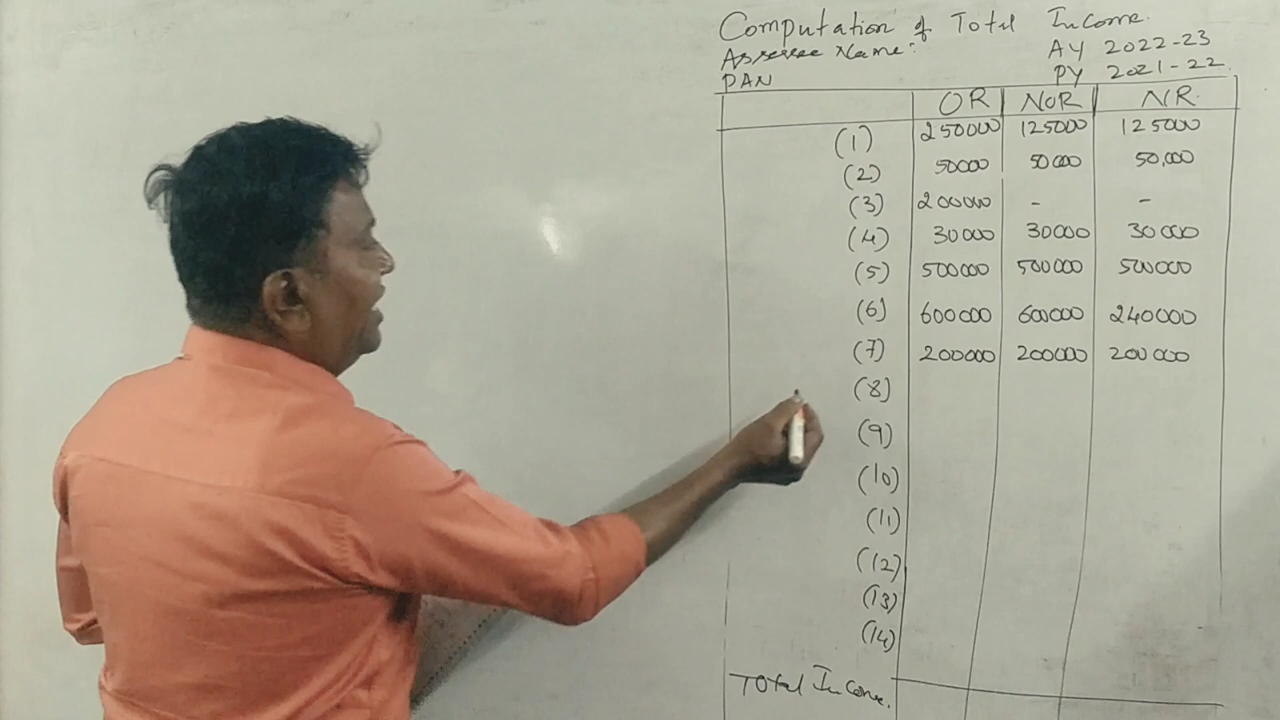 Computation of Total Income.
Assessee Name: AY 2022-23
PAN PY 2021-22.
OR NOR NR.
(1) 250000 125000 125000
(2) 50000 50000 50,000
(3) 200000 - -
(4) 30000 30000 30000
(5) 500000 500000 500000
(6) 600000 600000 240000
(7) 200000 200000 200000
(8)
(9)
(10)
(11)
(12)
(13)
(14)
Total Income.